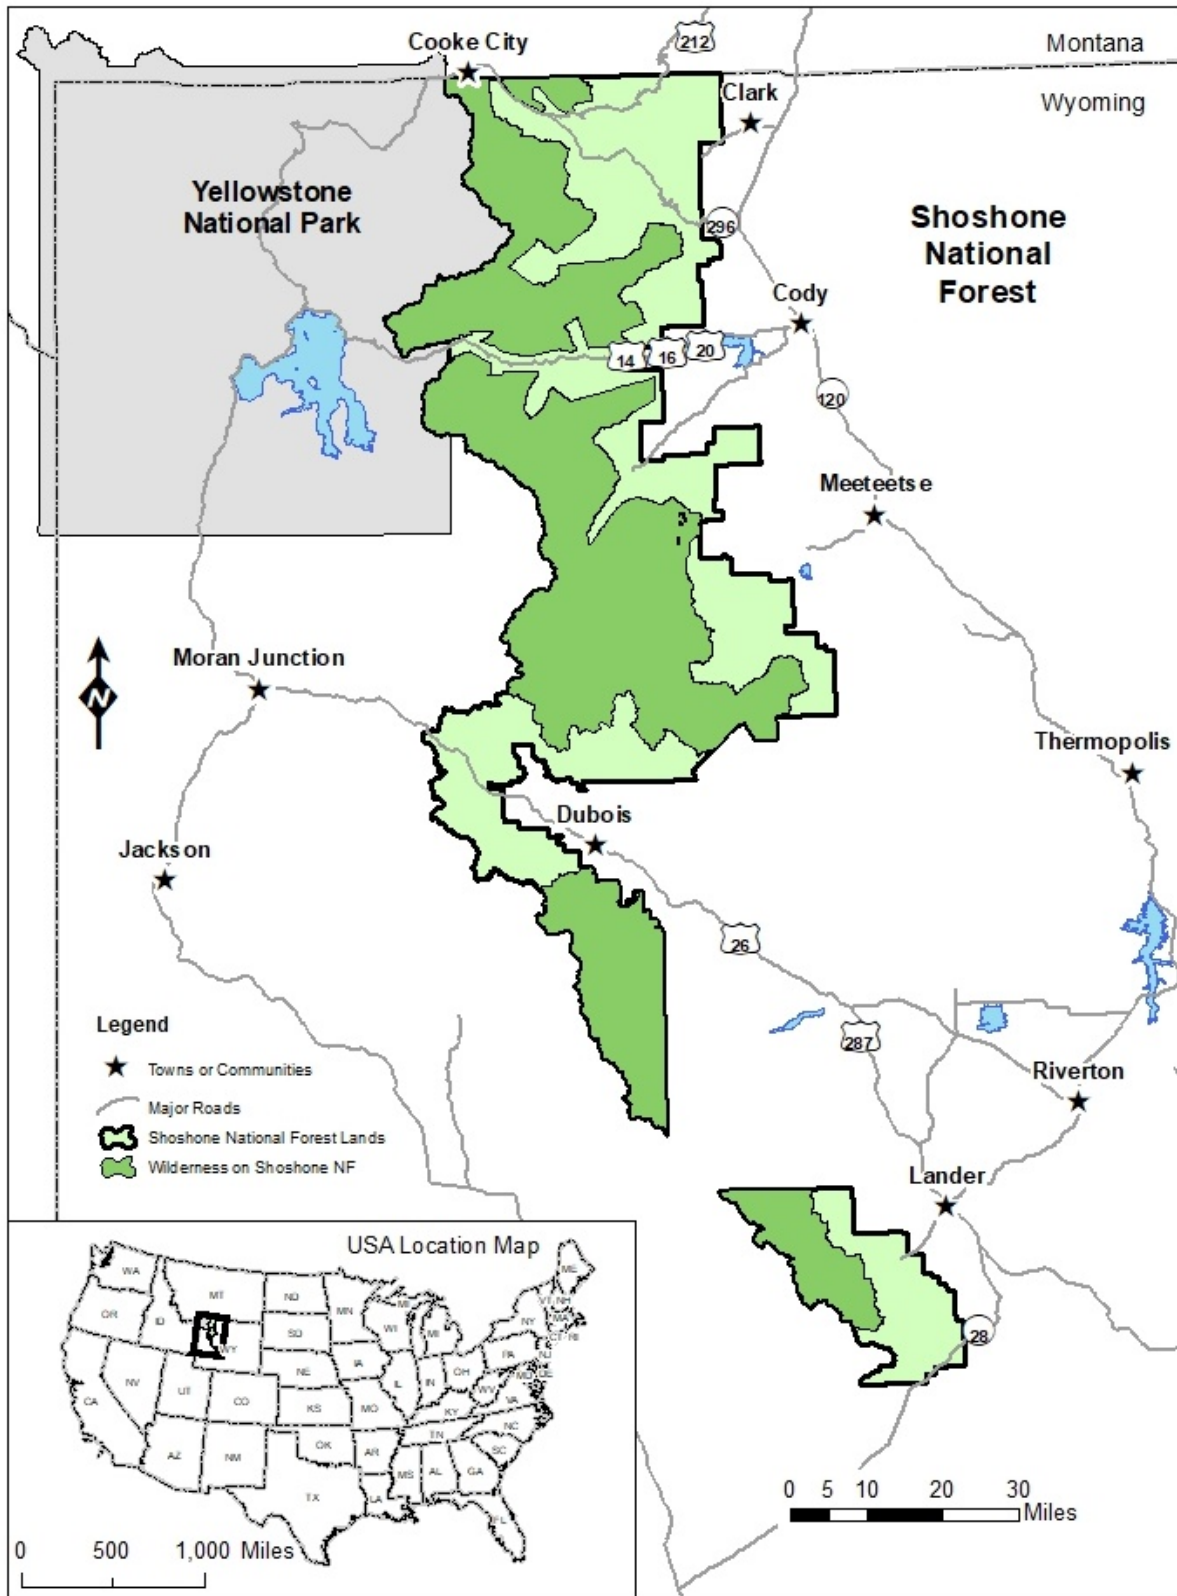 Cooke City
212
Montana
Clark
Wyoming
Yellowstone
National Park
296
Shoshone
National
Forest
Cody
14
16
20
120
Meeteetse
Moran Junction
N
Thermopolis
Dubois
Jackson
26
Legend
287
Towns or Communities
Riverton
Major Roads
Shoshone National Forest Lands
Wilderness on Shoshone NF
Lander
28
USA Location Map
WA
MT
ND
MN
ME
VT
NH
OR
ID
WY
SD
WI
MI
MI
NY
MA
CT
RI
NV
UT
CO
NE
IA
IL
IN
OH
PA
NJ
MD
DE
CA
KS
MO
WV
VA
KY
AZ
NM
OK
AR
TN
NC
SC
TX
LA
MS
AL
GA
FL
0 500 1,000 Miles
0 5 10 20 30
Miles